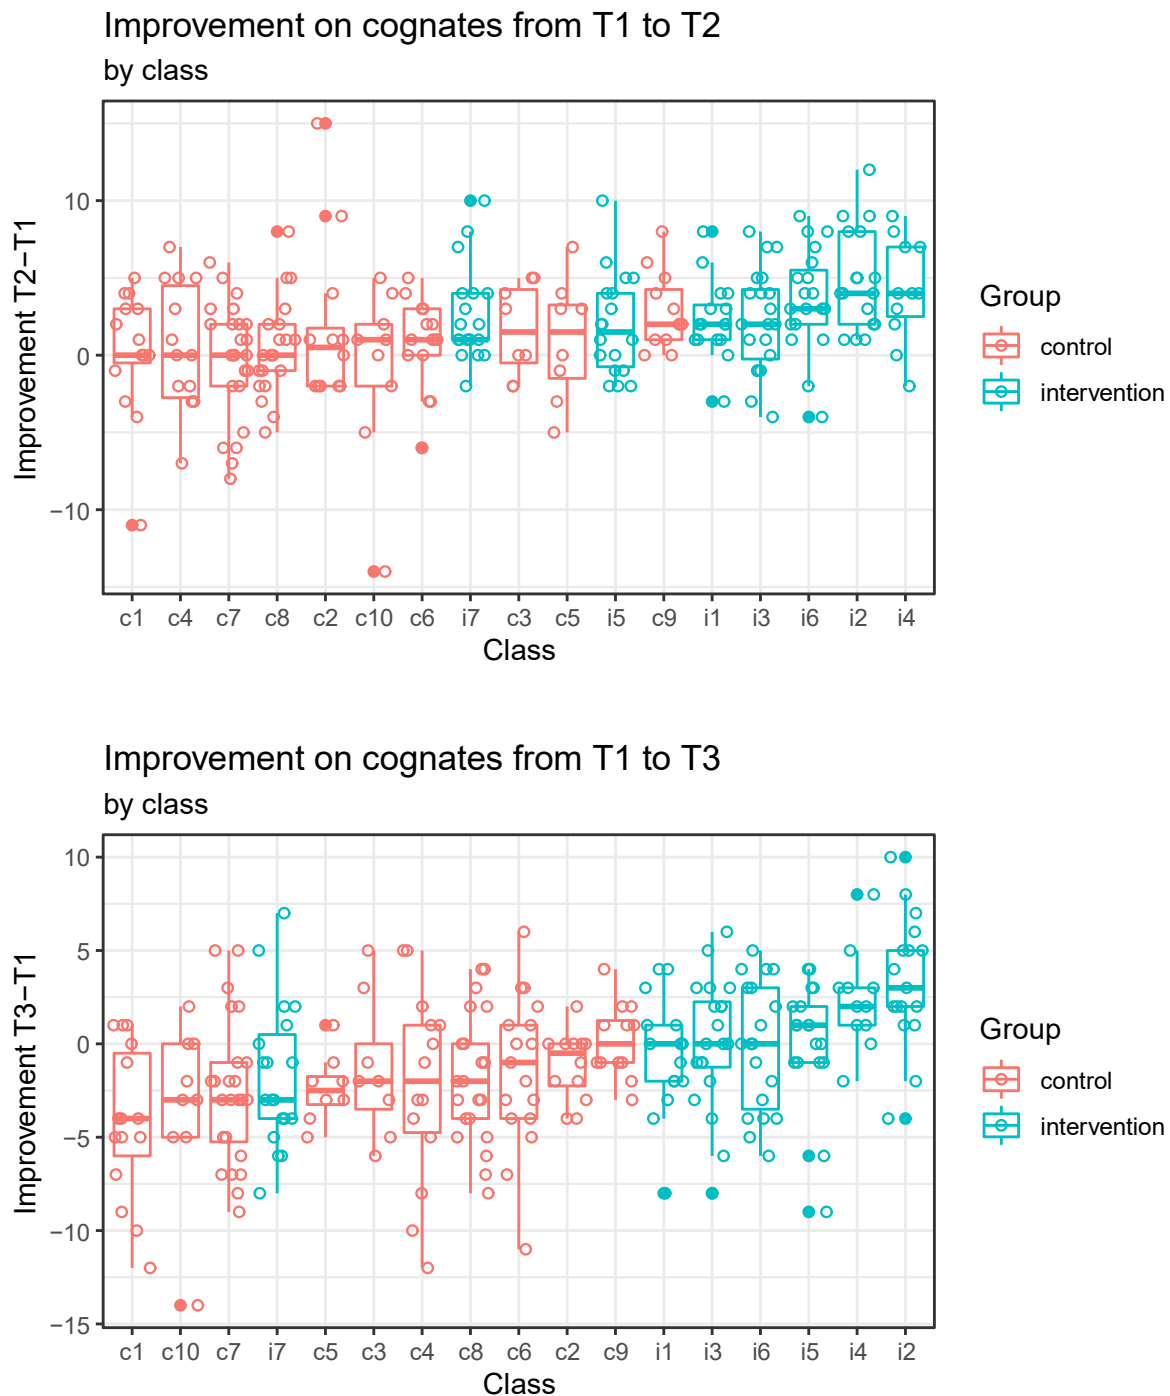 Improvement on cognates from T1 to T2
by class
Improvement T2−T1
10
0
−10
c1 c4 c7 c8 c2 c10 c6 i7 c3 c5 i5 c9 i1 i3 i6 i2 i4
Class
Group
control
intervention
Improvement on cognates from T1 to T3
by class
Improvement T3−T1
10
5
0
−5
−10
−15
c1 c10 c7 i7 c5 c3 c4 c8 c6 c2 c9 i1 i3 i6 i5 i4 i2
Class
Group
control
intervention